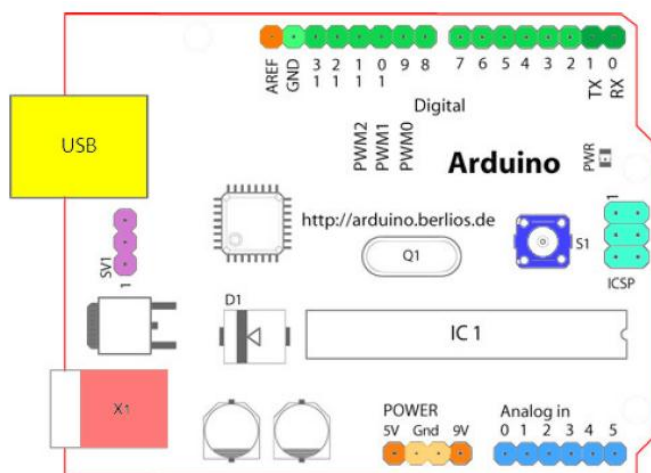 AREF GND 13 12 11 10 9 8 7 6 5 4 3 2 1 0
TX RX
Digital
PWM2 PWM1 PWM0
Arduino
PWR
USB
http://arduino.berlios.de
1
S1
SV1
1
Q1
ICSP
D1
IC 1
X1
POWER
5V Gnd 9V
Analog in
0 1 2 3 4 5